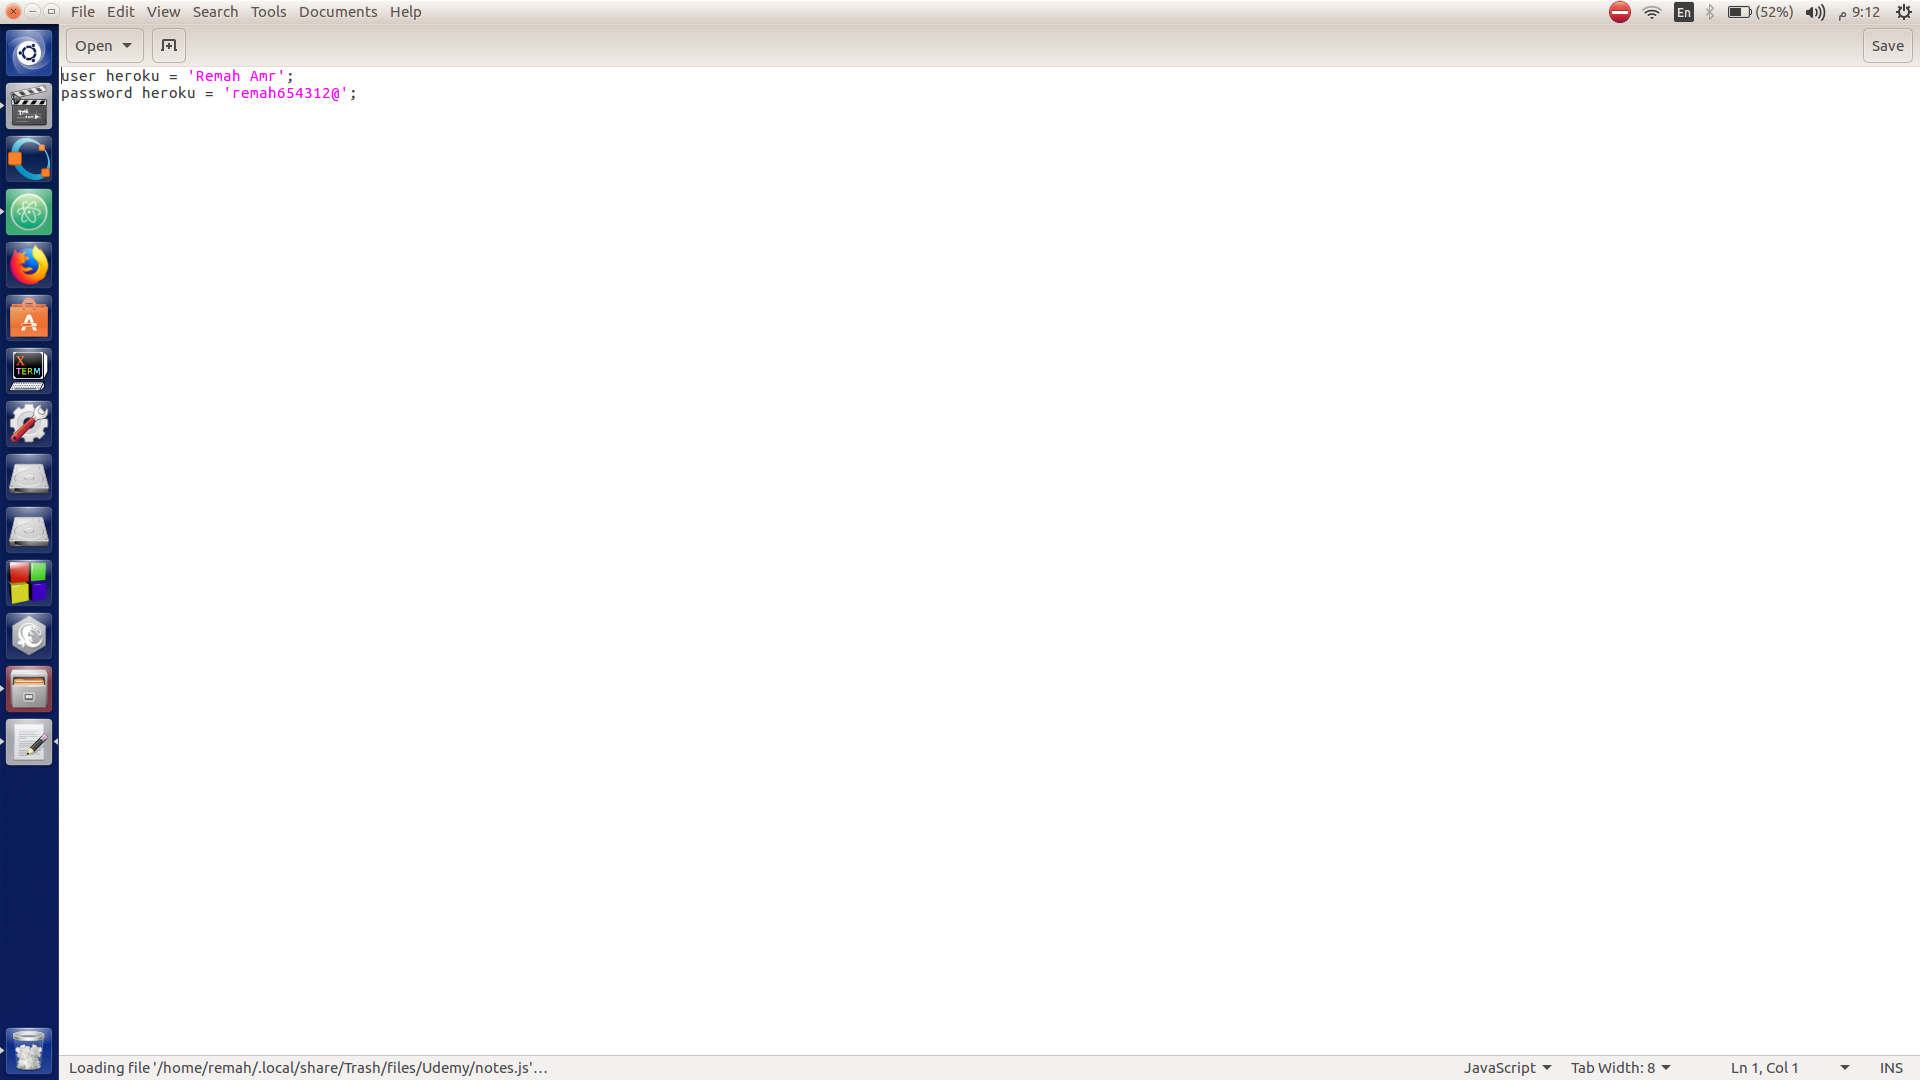 File Edit View Search Tools Documents Help
En (52%) م 9:12
Open Save
user heroku = 'Remah Amr';
password heroku = 'remah654312@';
X
TERM
Loading file '/home/remah/.local/share/Trash/files/Udemy/notes.js'… JavaScript Tab Width: 8 Ln 1, Col 1 INS